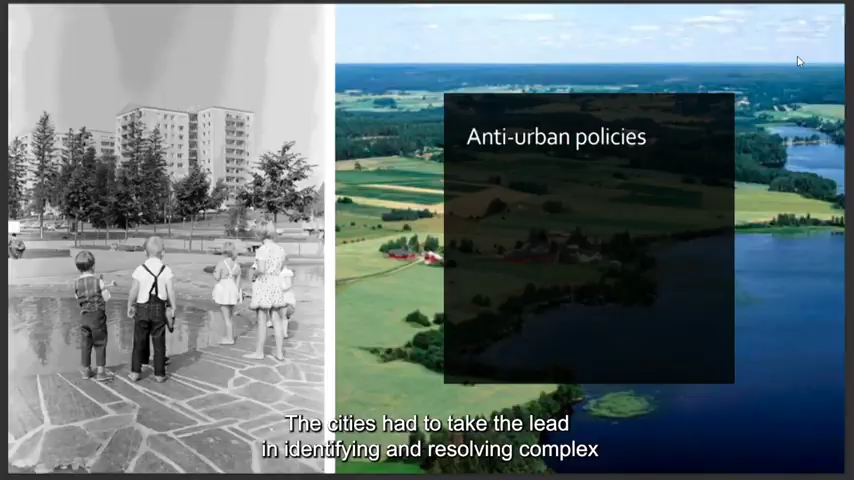 Anti-urban policies
The cities had to take the lead
in identifying and resolving complex